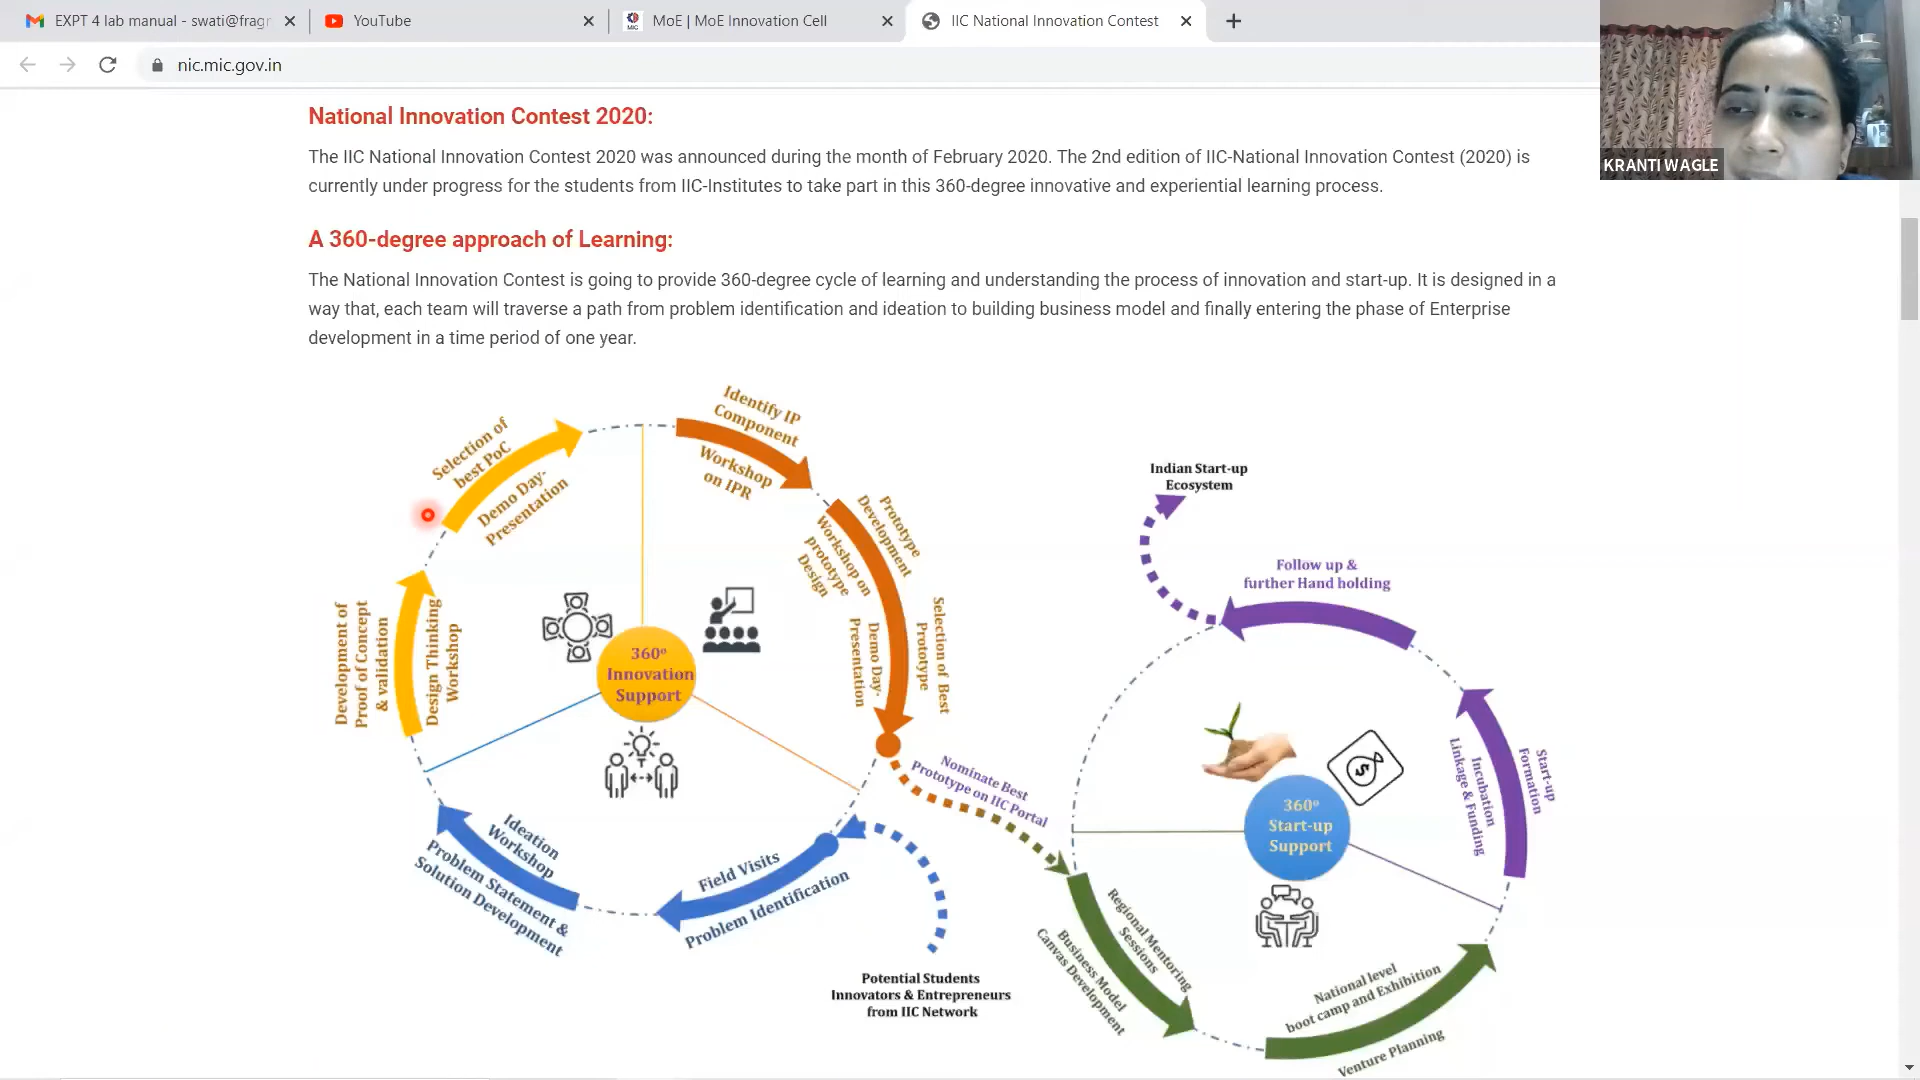 EXPT 4 lab manual - swati@fragr
YouTube
MoE | MoE Innovation Cell
IIC National Innovation Contest
nic.mic.gov.in
KRANTI WAGLE
National Innovation Contest 2020:
The IIC National Innovation Contest 2020 was announced during the month of February 2020. The 2nd edition of IIC-National Innovation Contest (2020) is
currently under progress for the students from IIC-Institutes to take part in this 360-degree innovative and experiential learning process.
A 360-degree approach of Learning:
The National Innovation Contest is going to provide 360-degree cycle of learning and understanding the process of innovation and start-up. It is designed in a
way that, each team will traverse a path from problem identification and ideation to building business model and finally entering the phase of Enterprise
development in a time period of one year.
Selection of
best PoC
Demo Day-
Presentation
Identify IP
Component
Workshop
on IPR
Prototype
Development
Workshop on
prototype
Design
Selection of Best
Prototype
Demo Day-
Presentation
Development of
Proof of Concept
& validation
Design Thinking
Workshop
360º
Innovation
Support
Ideation
Workshop
Problem Statement &
Solution Development
Field Visits
Problem Identification
Potential Students
Innovators & Entrepreneurs
from IIC Network
Nominate Best
Prototype on IIC Portal
Indian Start-up
Ecosystem
Follow up &
further Hand holding
Start-up
Formation
Incubation
Linkage & Funding
360º
Start-up
Support
Regional Mentoring
Sessions
Business Model
Canvas Development
National level
boot camp and Exhibition
Venture Planning